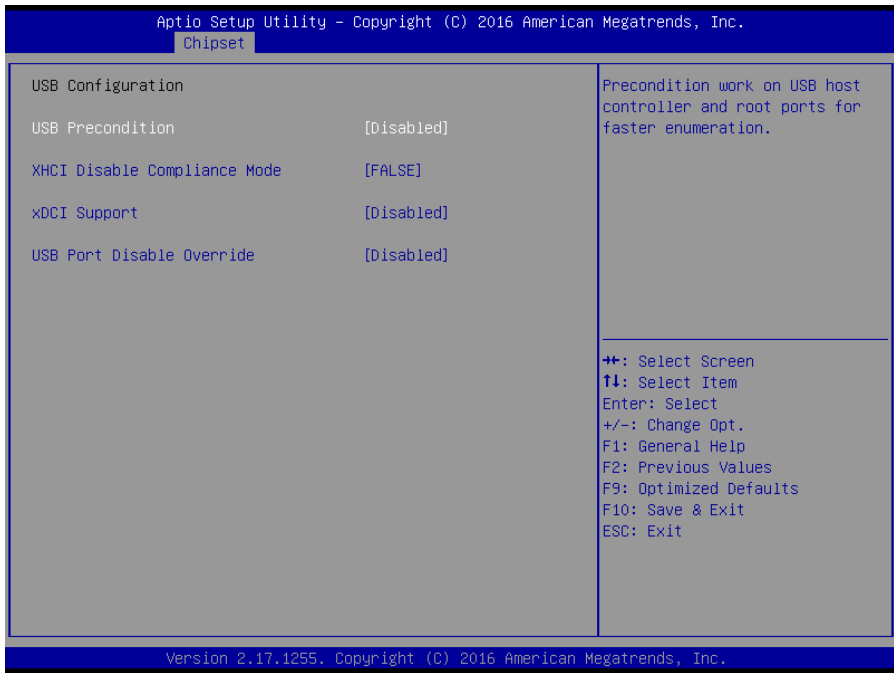 Aptio Setup Utility – Copyright (C) 2016 American Megatrends, Inc.
Chipset
USB Configuration
USB Precondition [Disabled]
XHCI Disable Compliance Mode [FALSE]
xDCI Support [Disabled]
USB Port Disable Override [Disabled]
Precondition work on USB host
controller and root ports for
faster enumeration.
→←: Select Screen
↑↓: Select Item
Enter: Select
+/-: Change Opt.
F1: General Help
F2: Previous Values
F9: Optimized Defaults
F10: Save & Exit
ESC: Exit
Version 2.17.1255. Copyright (C) 2016 American Megatrends, Inc.